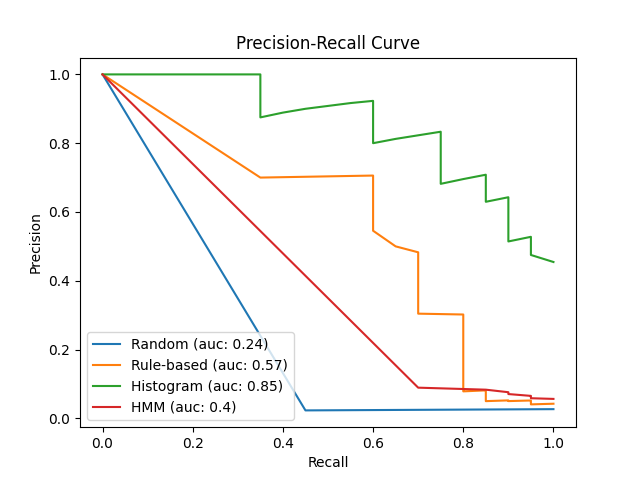 Precision-Recall Curve
Precision
1.0
0.8
0.6
0.4
0.2
0.0
Random (auc: 0.24)
Rule-based (auc: 0.57)
Histogram (auc: 0.85)
HMM (auc: 0.4)
0.0 0.2 0.4 0.6 0.8 1.0
Recall